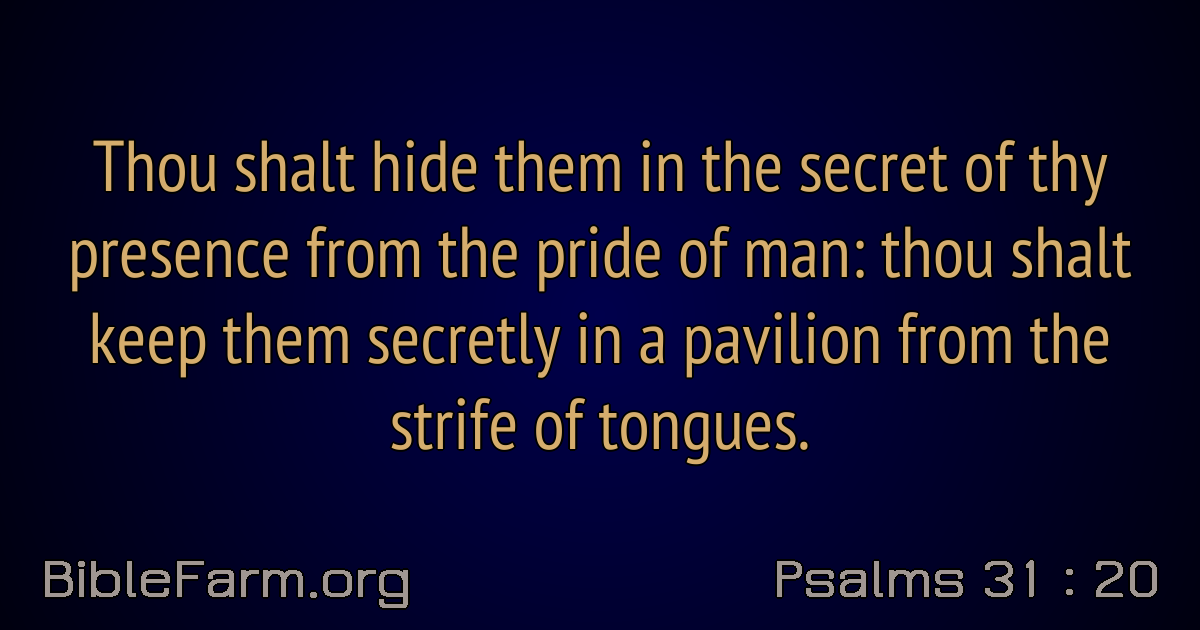 Thou shalt hide them in the secret of thy
presence from the pride of man: thou shalt
keep them secretly in a pavilion from the
strife of tongues.
BibleFarm.org
Psalms 31 : 20